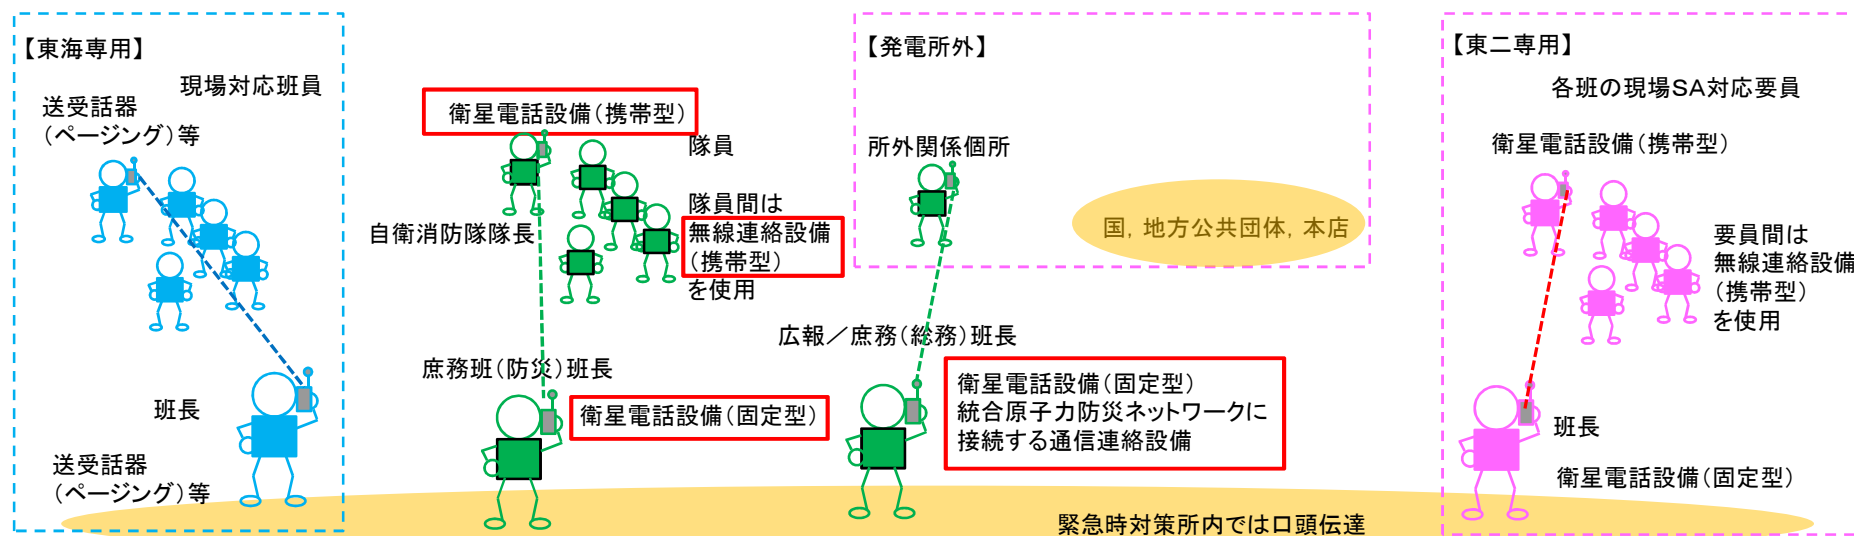 【東海専用】
現場対応班員
送受話器
(ページング)等
班長
送受話器
(ページング)等
衛星電話設備(携帯型)
隊員
自衛消防隊隊長
隊員間は
無線連絡設備
(携帯型)
を使用
庶務班(防災)班長
衛星電話設備(固定型)
【発電所外】
所外関係個所
国,地方公共団体,本店
広報/庶務(総務)班長
衛星電話設備(固定型)
統合原子力防災ネットワークに
接続する通信連絡設備
【東二専用】
各班の現場SA対応要員
衛星電話設備(携帯型)
要員間は
無線連絡設備
(携帯型)
を使用
班長
衛星電話設備(固定型)
緊急時対策所内では口頭伝達